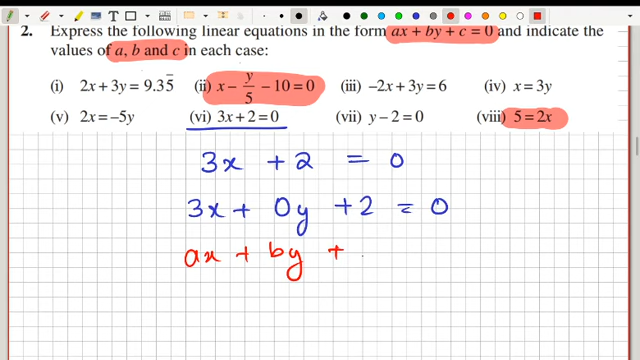 2. Express the following linear equations in the form ax + by + c = 0 and indicate the
values of a, b and c in each case:
(i) 2x + 3y = 9.35̅ (ii) x − y/5 − 10 = 0 (iii) −2x + 3y = 6 (iv) x = 3y
(v) 2x = −5y (vi) 3x + 2 = 0 (vii) y − 2 = 0 (viii) 5 = 2x
3x + 2 = 0
3x + 0y + 2 = 0
ax + by +